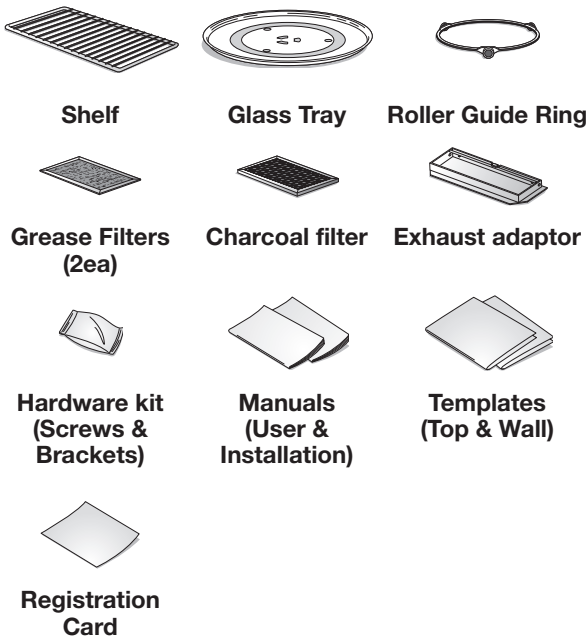 Shelf
Glass Tray
Roller Guide Ring
Grease Filters
(2ea)
Charcoal filter
Exhaust adaptor
Hardware kit
(Screws &
Brackets)
Manuals
(User &
Installation)
Templates
(Top & Wall)
Registration
Card